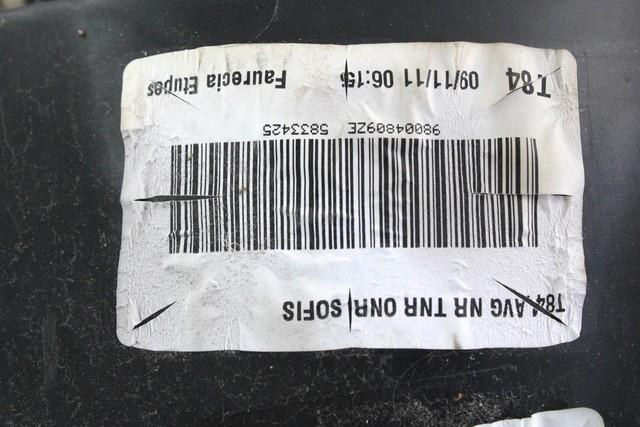 T84 AVG NR TNR ONR SOFIS
98004809ZE 5833425
T84 09/11/11 06:15 Faurecia Etupes